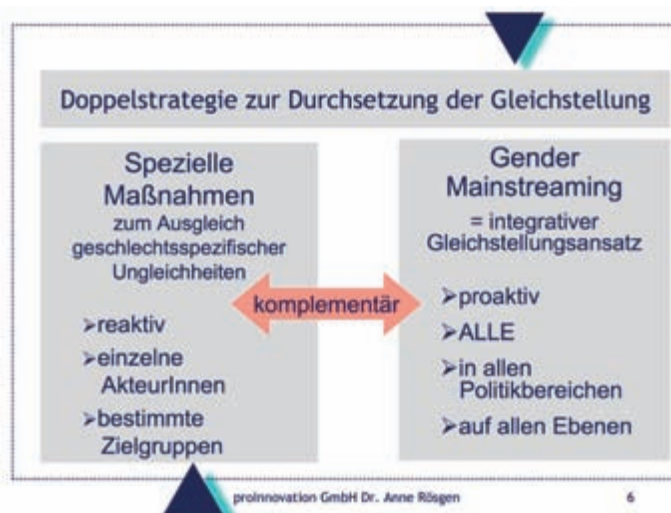 Doppelstrategie zur Durchsetzung der Gleichstellung
Spezielle
Maßnahmen
zum Ausgleich
geschlechtsspezifischer
Ungleichheiten
➢reaktiv
➢einzelne
AkteurInnen
➢bestimmte
Zielgruppen
komplementär
Gender
Mainstreaming
= integrativer
Gleichstellungsansatz
➢proaktiv
➢ALLE
➢in allen
Politikbereichen
➢auf allen Ebenen
proInnovation GmbH Dr. Anne Rösgen
6